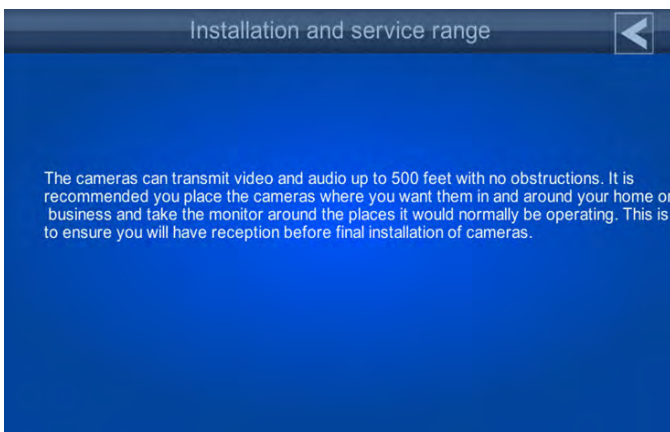 Installation and service range
The cameras can transmit video and audio up to 500 feet with no obstructions. It is
recommended you place the cameras where you want them in and around your home or
business and take the monitor around the places it would normally be operating. This is
to ensure you will have reception before final installation of cameras.